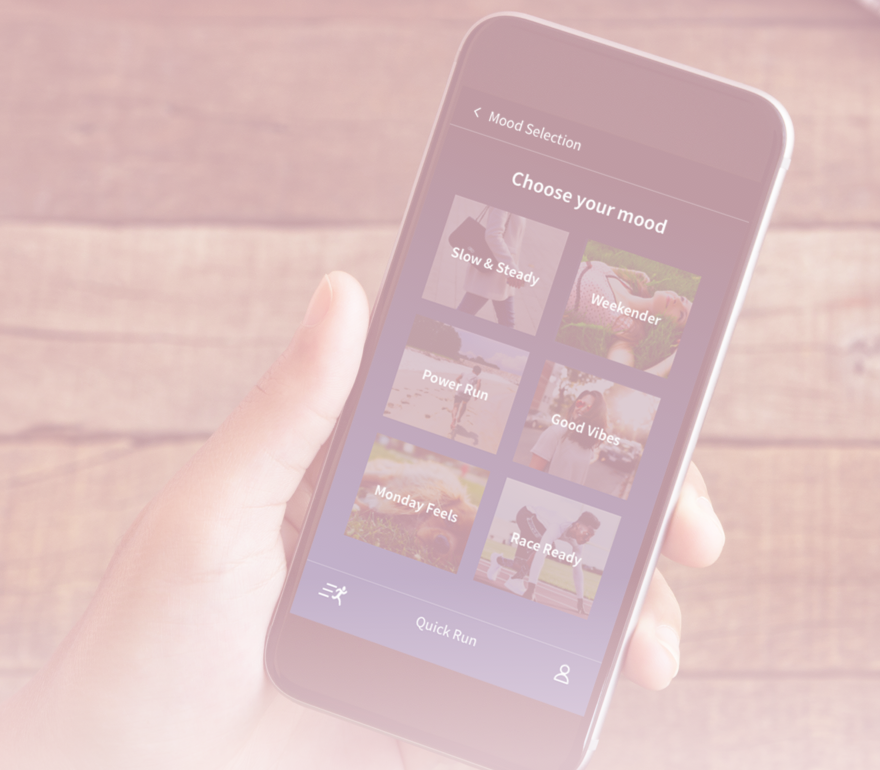 Mood Selection
Choose your mood
Slow & Steady
Weekender
Power Run
Good Vibes
Monday Feels
Race Ready
Quick Run